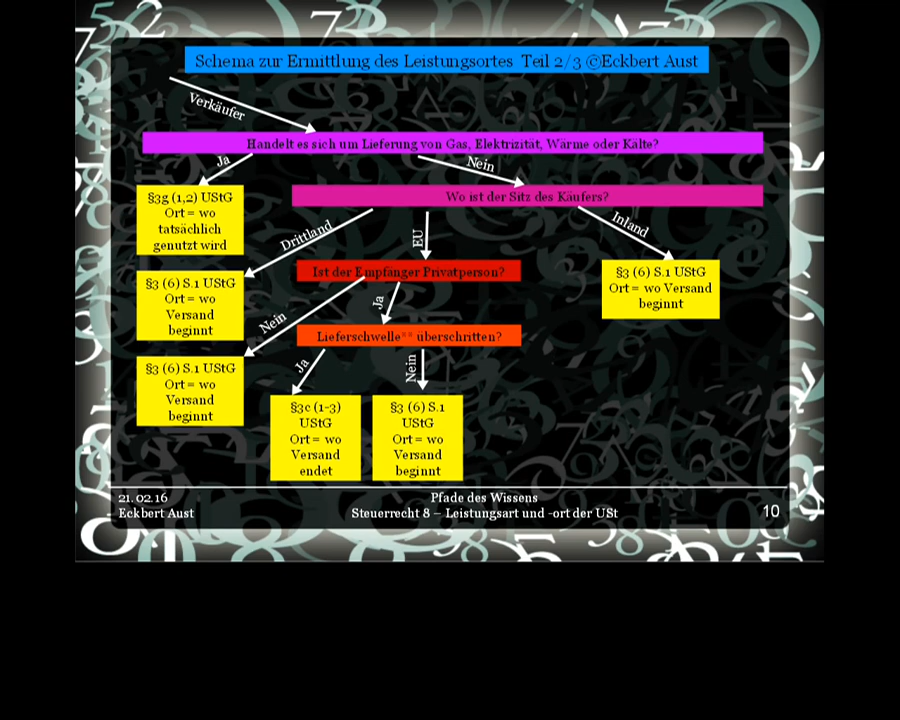 Schema zur Ermittlung des Leistungsortes Teil 2/3 ©Eckbert Aust
Verkäufer
Handelt es sich um Lieferung von Gas, Elektrizität, Wärme oder Kälte?
Ja
Nein
§3g (1,2) UStG
Ort = wo
tatsächlich
genutzt wird
Wo ist der Sitz des Käufers?
Drittland
EU
Inland
§3 (6) S.1 UStG
Ort = wo
Versand
beginnt
Ist der Empfänger Privatperson?
§3 (6) S.1 UStG
Ort = wo Versand
beginnt
Nein
Ja
Lieferschwelle** überschritten?
§3 (6) S.1 UStG
Ort = wo
Versand
beginnt
Ja
Nein
§3c (1-3)
UStG
Ort = wo
Versand
endet
§3 (6) S.1
UStG
Ort = wo
Versand
beginnt
21.02.16
Eckbert Aust
Pfade des Wissens
Steuerrecht 8 – Leistungsart und -ort der USt
10